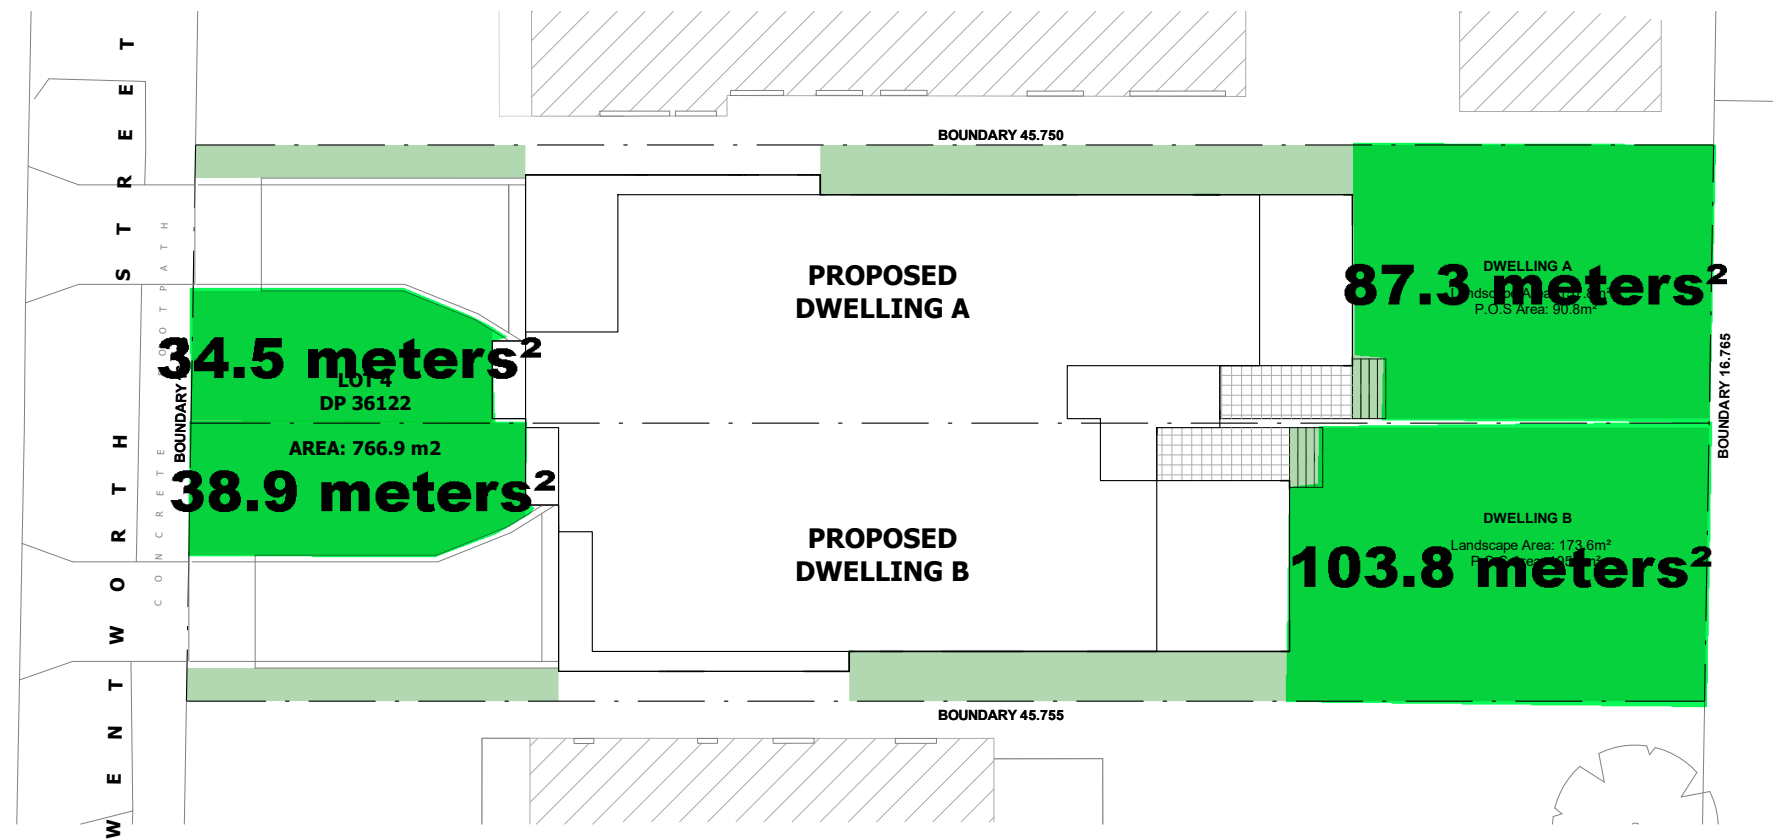 WENTWORTH STREET
CONCRETE FOOTPATH
BOUNDARY 45.750
PROPOSED
DWELLING A
DWELLING A
87.3 meters²
P.O.S Area: 90.8m²
34.5 meters²
LOT 4
DP 36122
BOUNDARY
AREA: 766.9 m2
38.9 meters²
BOUNDARY 16.765
PROPOSED
DWELLING B
DWELLING B
Landscape Area: 173.6m²
103.8 meters²
BOUNDARY 45.755